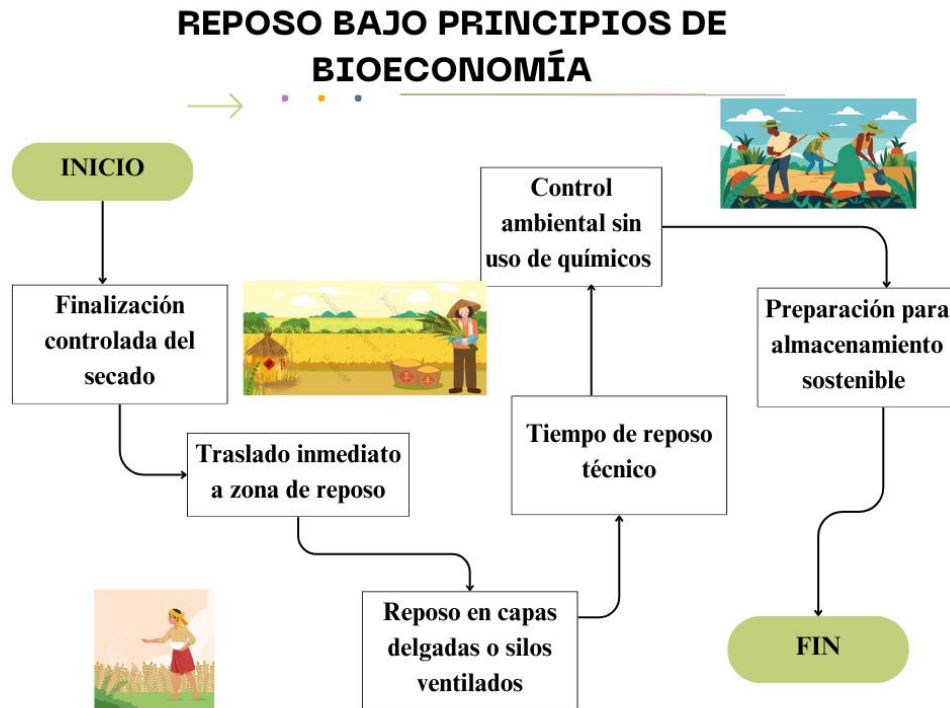 REPOSO BAJO PRINCIPIOS DE
BIOECONOMÍA
INICIO
Finalización
controlada del
secado
Traslado inmediato
a zona de reposo
Reposo en capas
delgadas o silos
ventilados
Tiempo de reposo
técnico
Control
ambiental sin
uso de químicos
Preparación para
almacenamiento
sostenible
FIN